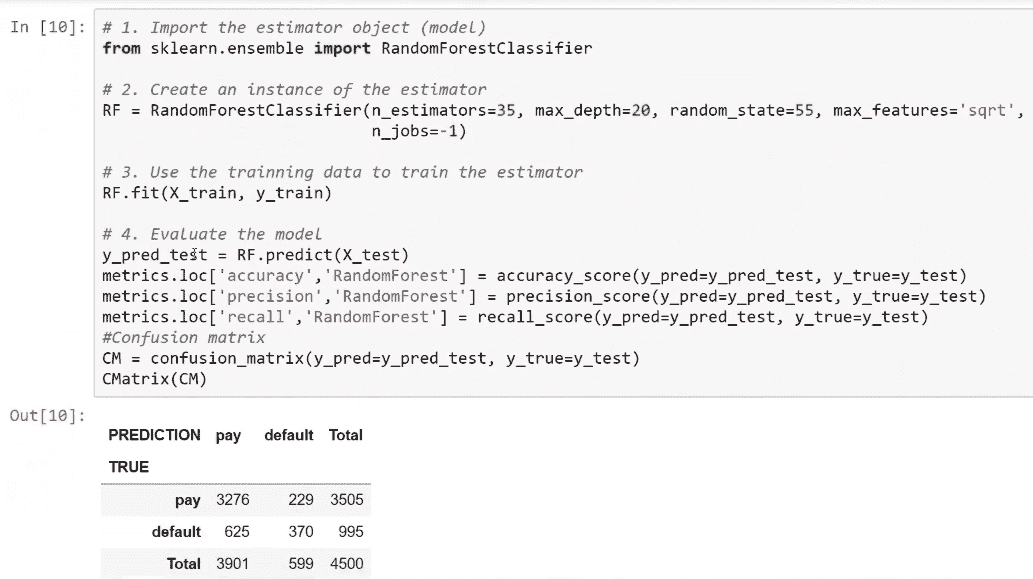 In [10]: # 1. Import the estimator object (model)
from sklearn.ensemble import RandomForestClassifier
# 2. Create an instance of the estimator
RF = RandomForestClassifier(n_estimators=35, max_depth=20, random_state=55, max_features='sqrt',
n_jobs=-1)
# 3. Use the trainning data to train the estimator
RF.fit(X_train, y_train)
# 4. Evaluate the model
y_pred_test = RF.predict(X_test)
metrics.loc['accuracy','RandomForest'] = accuracy_score(y_pred=y_pred_test, y_true=y_test)
metrics.loc['precision','RandomForest'] = precision_score(y_pred=y_pred_test, y_true=y_test)
metrics.loc['recall','RandomForest'] = recall_score(y_pred=y_pred_test, y_true=y_test)
#Confusion matrix
CM = confusion_matrix(y_pred=y_pred_test, y_true=y_test)
CMatrix(CM)
Out[10]:
PREDICTION pay default Total
TRUE
pay 3276 229 3505
default 625 370 995
Total 3901 599 4500